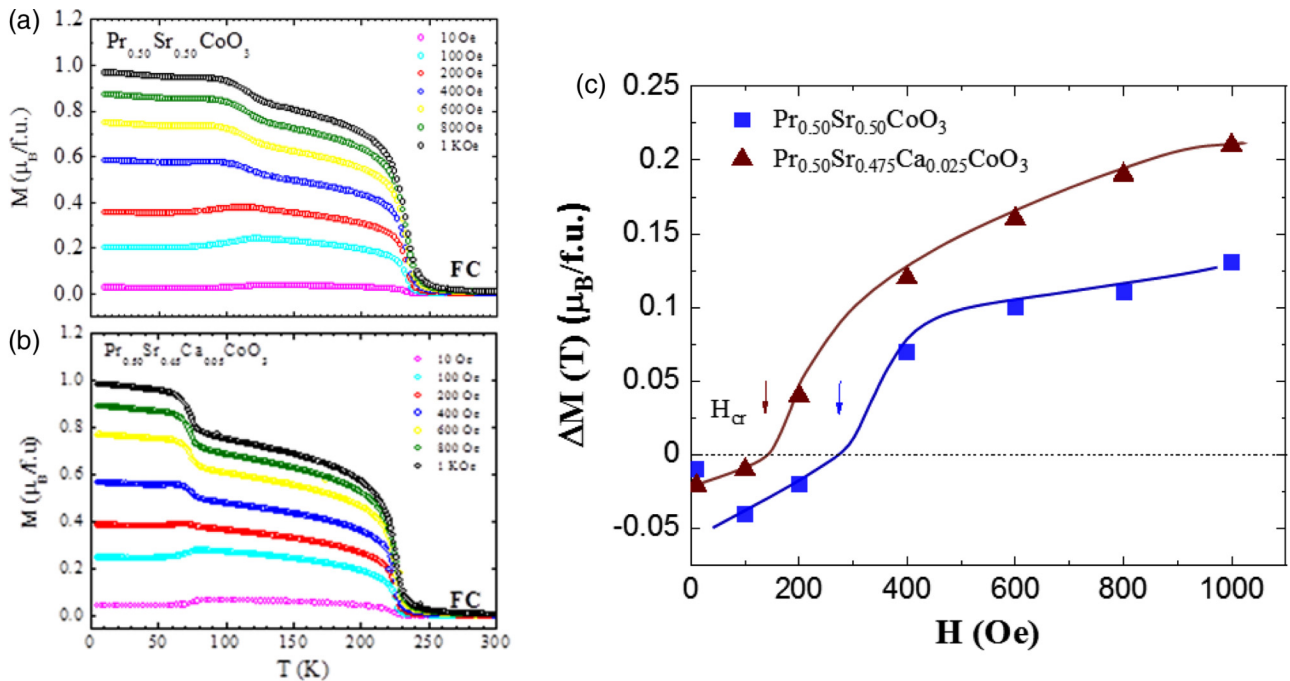 (a)
1.2
1.0
0.8
0.6
0.4
0.2
0.0
M (μB/f.u.)
Pr0.50Sr0.50CoO3
10 Oe
100 Oe
200 Oe
400 Oe
600 Oe
800 Oe
1 KOe
FC
(b)
1.2
1.0
0.8
0.6
0.4
0.2
0.0
M (μB/f.u)
Pr0.50Sr0.45Ca0.05CoO3
10 Oe
100 Oe
200 Oe
400 Oe
600 Oe
800 Oe
1 KOe
FC
0 50 100 150 200 250 300
T (K)
(c)
0.25
0.2
0.15
0.1
0.05
0
-0.05
ΔM (T) (μB/f.u.)
Pr0.50Sr0.50CoO3
Pr0.50Sr0.475Ca0.025CoO3
Hcr
0 200 400 600 800 1000
H (Oe)